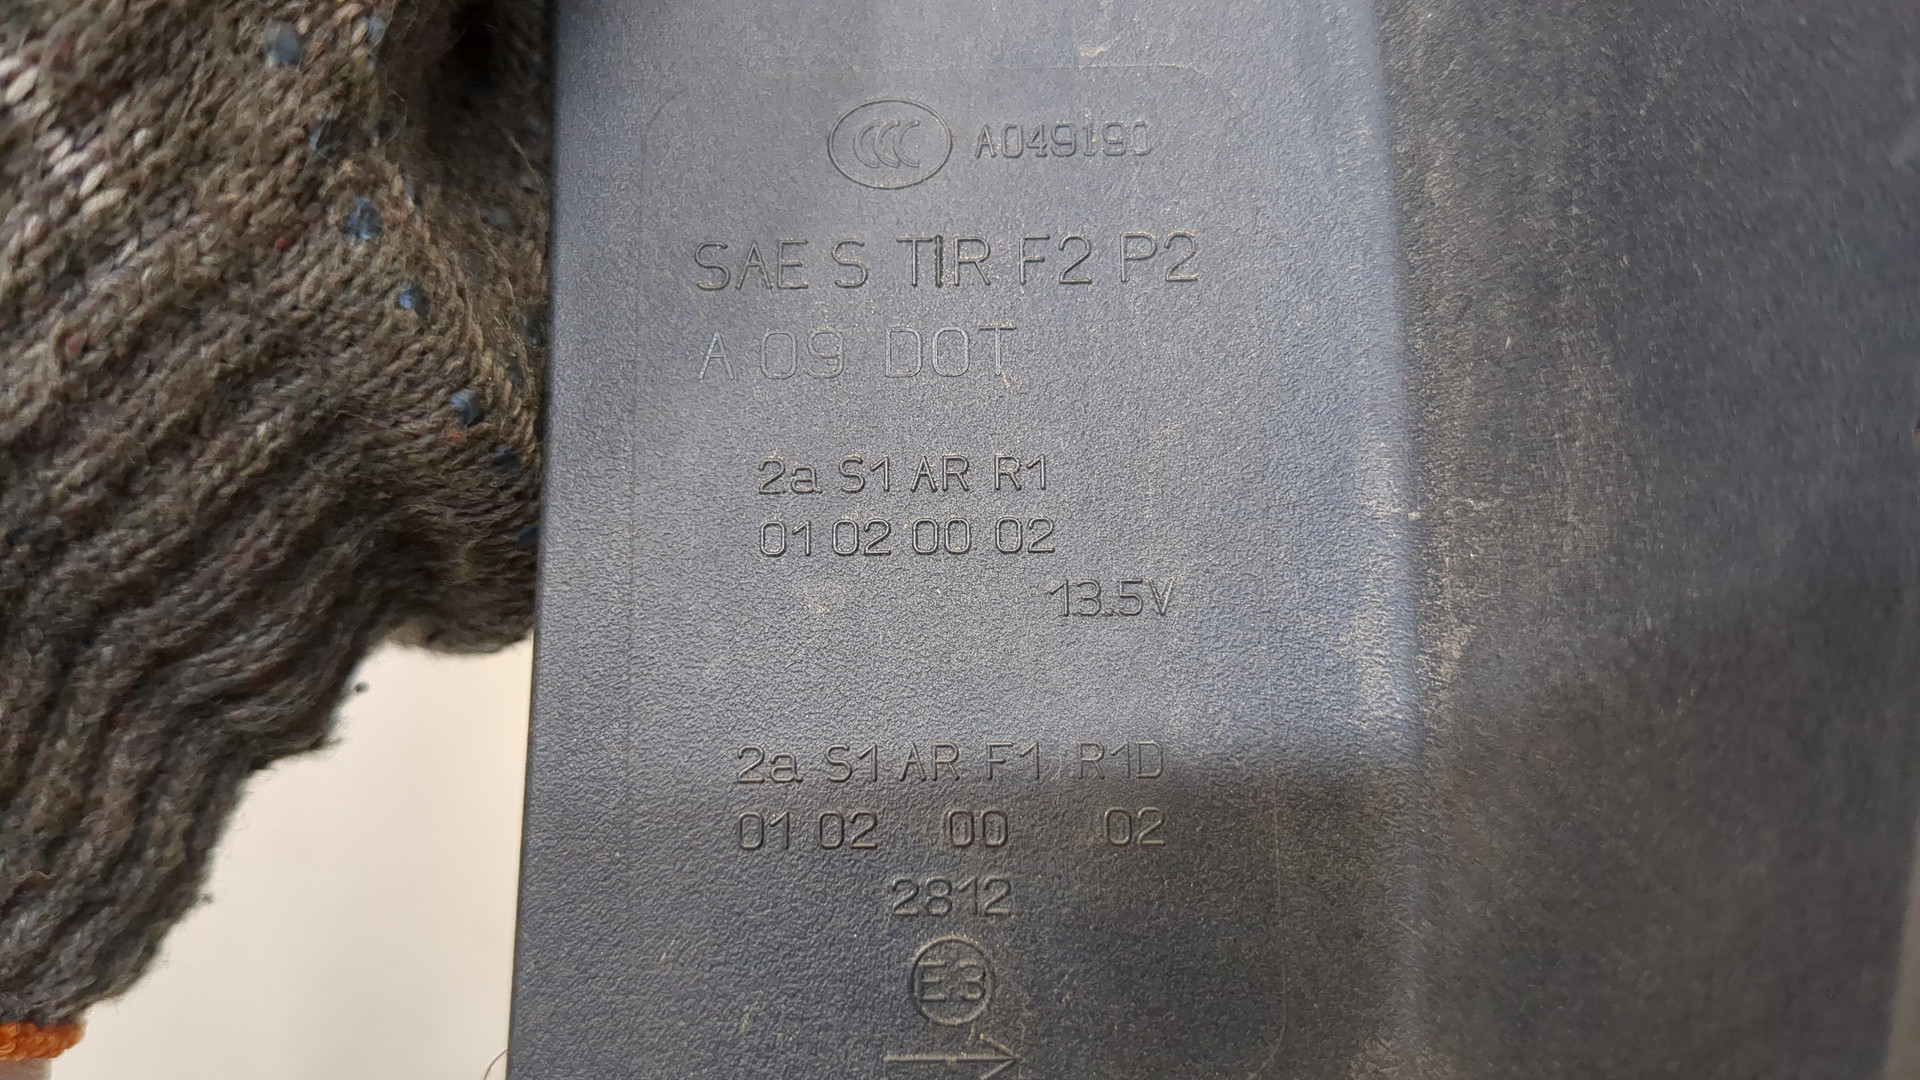 CCC A049190
SAE S TIR F2 P2
A 09 DOT
2a S1 AR R1
01 02 00 02
13.5V
2a S1 AR F1 R1D
01 02 00 02
2812
E3